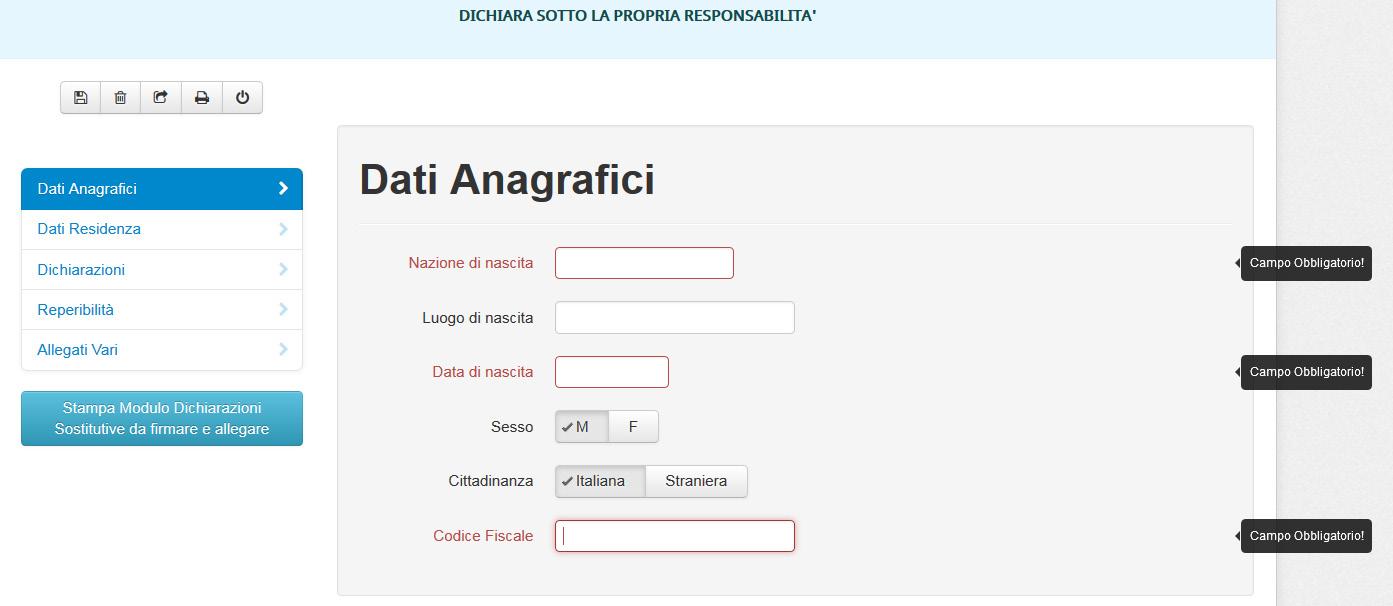 DICHIARA SOTTO LA PROPRIA RESPONSABILITA'
Dati Anagrafici
Dati Residenza
Dichiarazioni
Reperibilità
Allegati Vari
Stampa Modulo Dichiarazioni
Sostitutive da firmare e allegare
Dati Anagrafici
Nazione di nascita
Campo Obbligatorio!
Luogo di nascita
Data di nascita
Campo Obbligatorio!
Sesso M F
Cittadinanza Italiana Straniera
Codice Fiscale
Campo Obbligatorio!